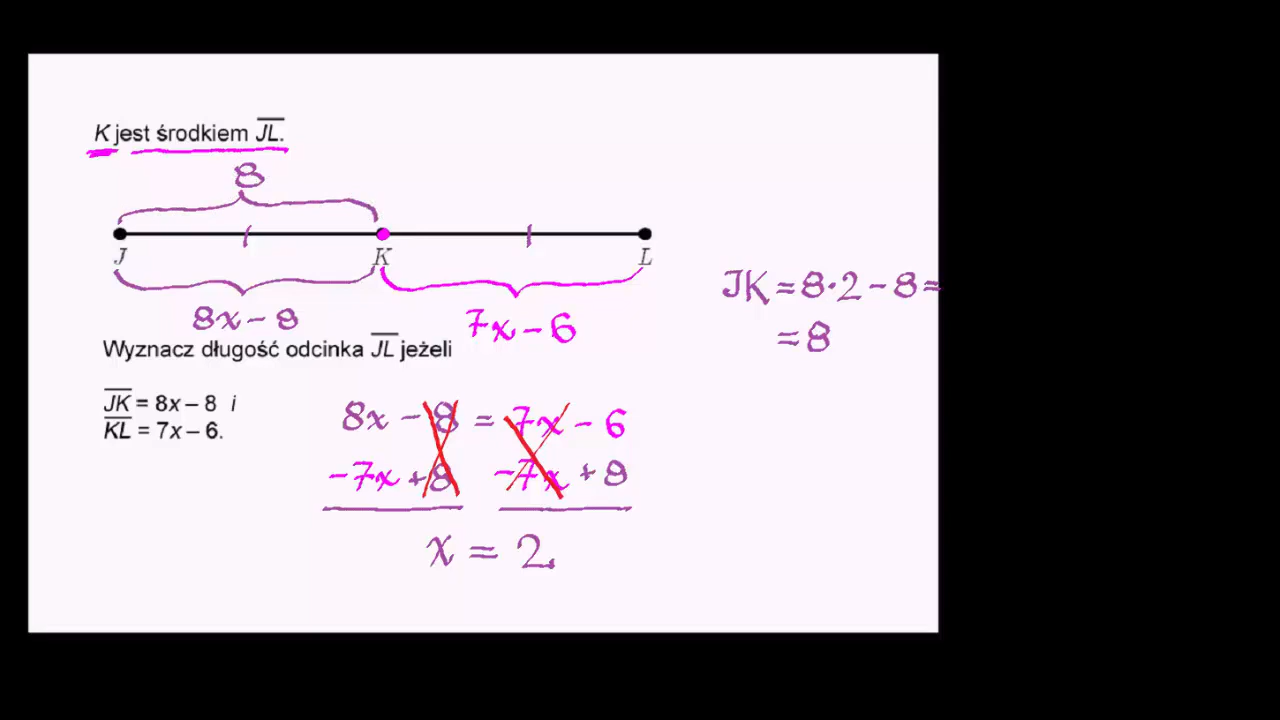 K jest środkiem JL.
8
J K L
8x - 8
7x - 6
JK = 8·2 - 8 =
= 8
Wyznacz długość odcinka JL jeżeli
JK = 8x – 8 i
KL = 7x – 6.
8x - 8 = 7x - 6
-7x + 8 -7x + 8
x = 2.